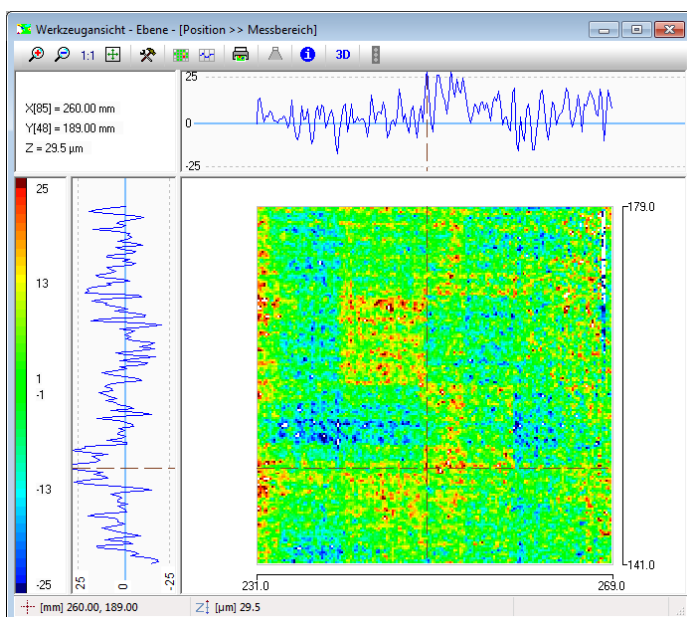 Werkzeugansicht - Ebene - [Position >> Messbereich]
1:1
3D
X[85] = 260.00 mm
Y[48] = 189.00 mm
Z = 29.5 µm
25
0
-25
25
13
1
-1
-13
-25
25
0
-25
179.0
141.0
231.0
269.0
[mm] 260.00, 189.00
Z [µm] 29.5